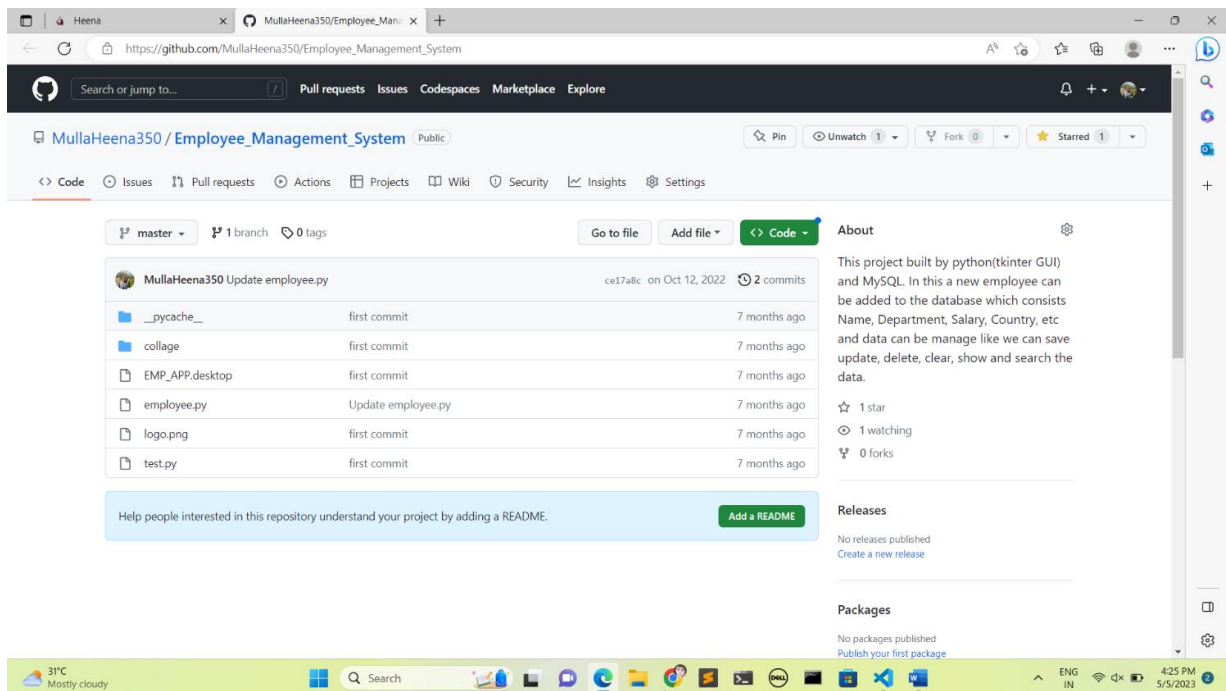 Heena
MullaHeena350/Employee_Mana
https://github.com/MullaHeena350/Employee_Management_System
Search or jump to... /
Pull requests Issues Codespaces Marketplace Explore
MullaHeena350 / Employee_Management_System Public
Pin Unwatch 1 Fork 0 Starred 1
Code Issues Pull requests Actions Projects Wiki Security Insights Settings
master 1 branch 0 tags Go to file Add file Code
MullaHeena350 Update employee.py ce17a8c on Oct 12, 2022 2 commits
__pycache__ first commit 7 months ago
collage first commit 7 months ago
EMP_APP.desktop first commit 7 months ago
employee.py Update employee.py 7 months ago
logo.png first commit 7 months ago
test.py first commit 7 months ago
Help people interested in this repository understand your project by adding a README. Add a README
About
This project built by python(tkinter GUI)
and MySQL. In this a new employee can
be added to the database which consists
Name, Department, Salary, Country, etc
and data can be manage like we can save
update, delete, clear, show and search the
data.
1 star
1 watching
0 forks
Releases
No releases published
Create a new release
Packages
No packages published
Publish your first package
31°C
Mostly cloudy
Search
DELL
ENG
IN
4:25 PM
5/5/2023
2